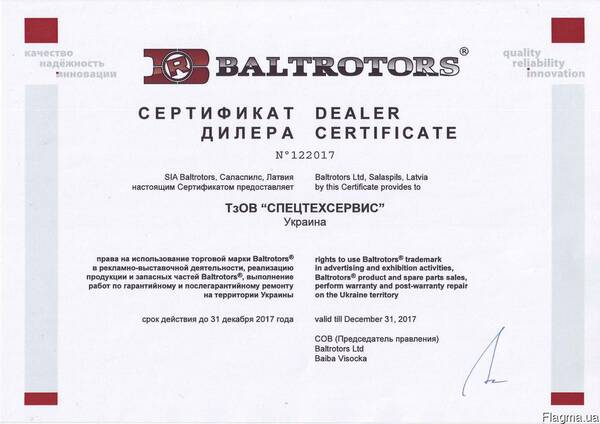 качество
надёжность
инновации
R
BALTROTORS®
quality
reliability
innovation
СЕРТИФИКАТ DEALER
ДИЛЕРА CERTIFICATE
N°122017
SIA Baltrotors, Саласпилс, Латвия
настоящим Сертификатом предоставляет
Baltrotors Ltd, Salaspils, Latvia
by this Certificate provides to
ТзОВ "СПЕЦТЕХСЕРВИС"
Украина
права на использование торговой марки Baltrotors®
в рекламно-выставочной деятельности, реализацию
продукции и запасных частей Baltrotors®, выполнение
работ по гарантийному и послегарантийному ремонту
на территории Украины
rights to use Baltrotors® trademark
in advertising and exhibition activities,
Baltrotors® product and spare parts sales,
perform warranty and post-warranty repair
on the Ukraine territory
срок действия до 31 декабря 2017 года
valid till December 31, 2017
COB (Председатель правления)
Baltrotors Ltd
Baiba Visocka
Flagma.ua